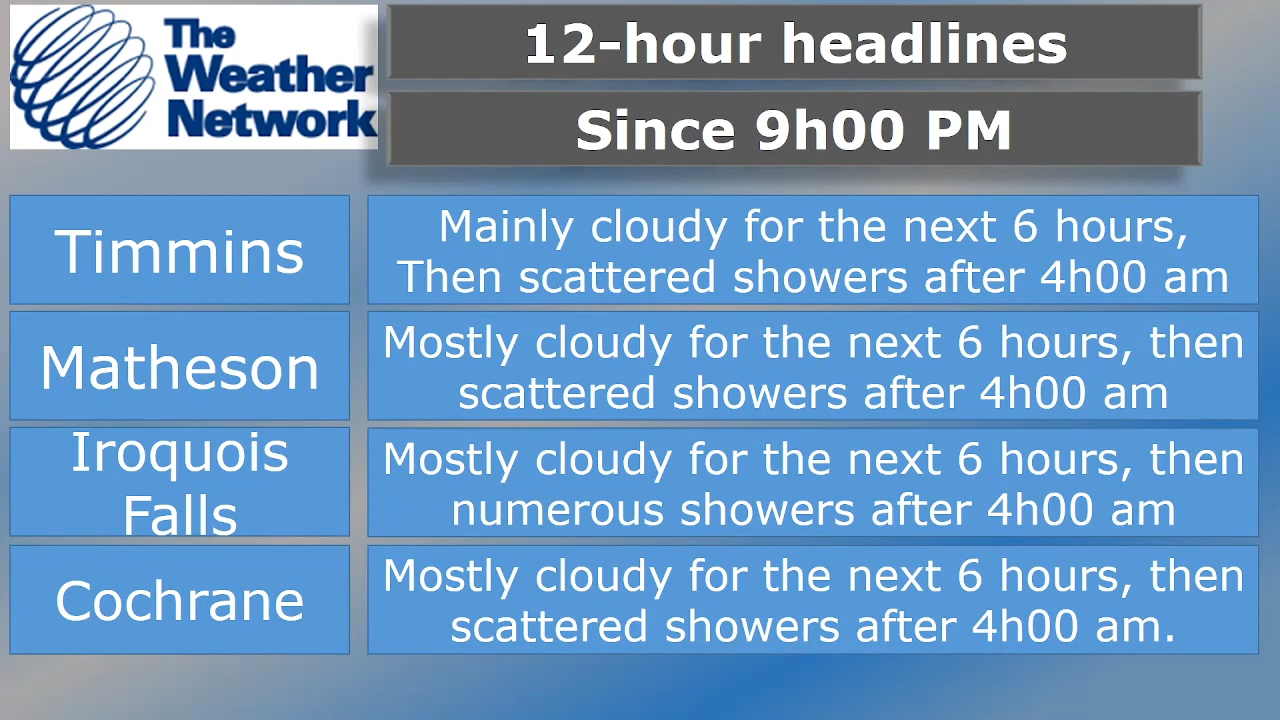 The
Weather
Network
12-hour headlines
Since 9h00 PM
Timmins
Mainly cloudy for the next 6 hours,
Then scattered showers after 4h00 am
Matheson
Mostly cloudy for the next 6 hours, then
scattered showers after 4h00 am
Iroquois
Falls
Mostly cloudy for the next 6 hours, then
numerous showers after 4h00 am
Cochrane
Mostly cloudy for the next 6 hours, then
scattered showers after 4h00 am.